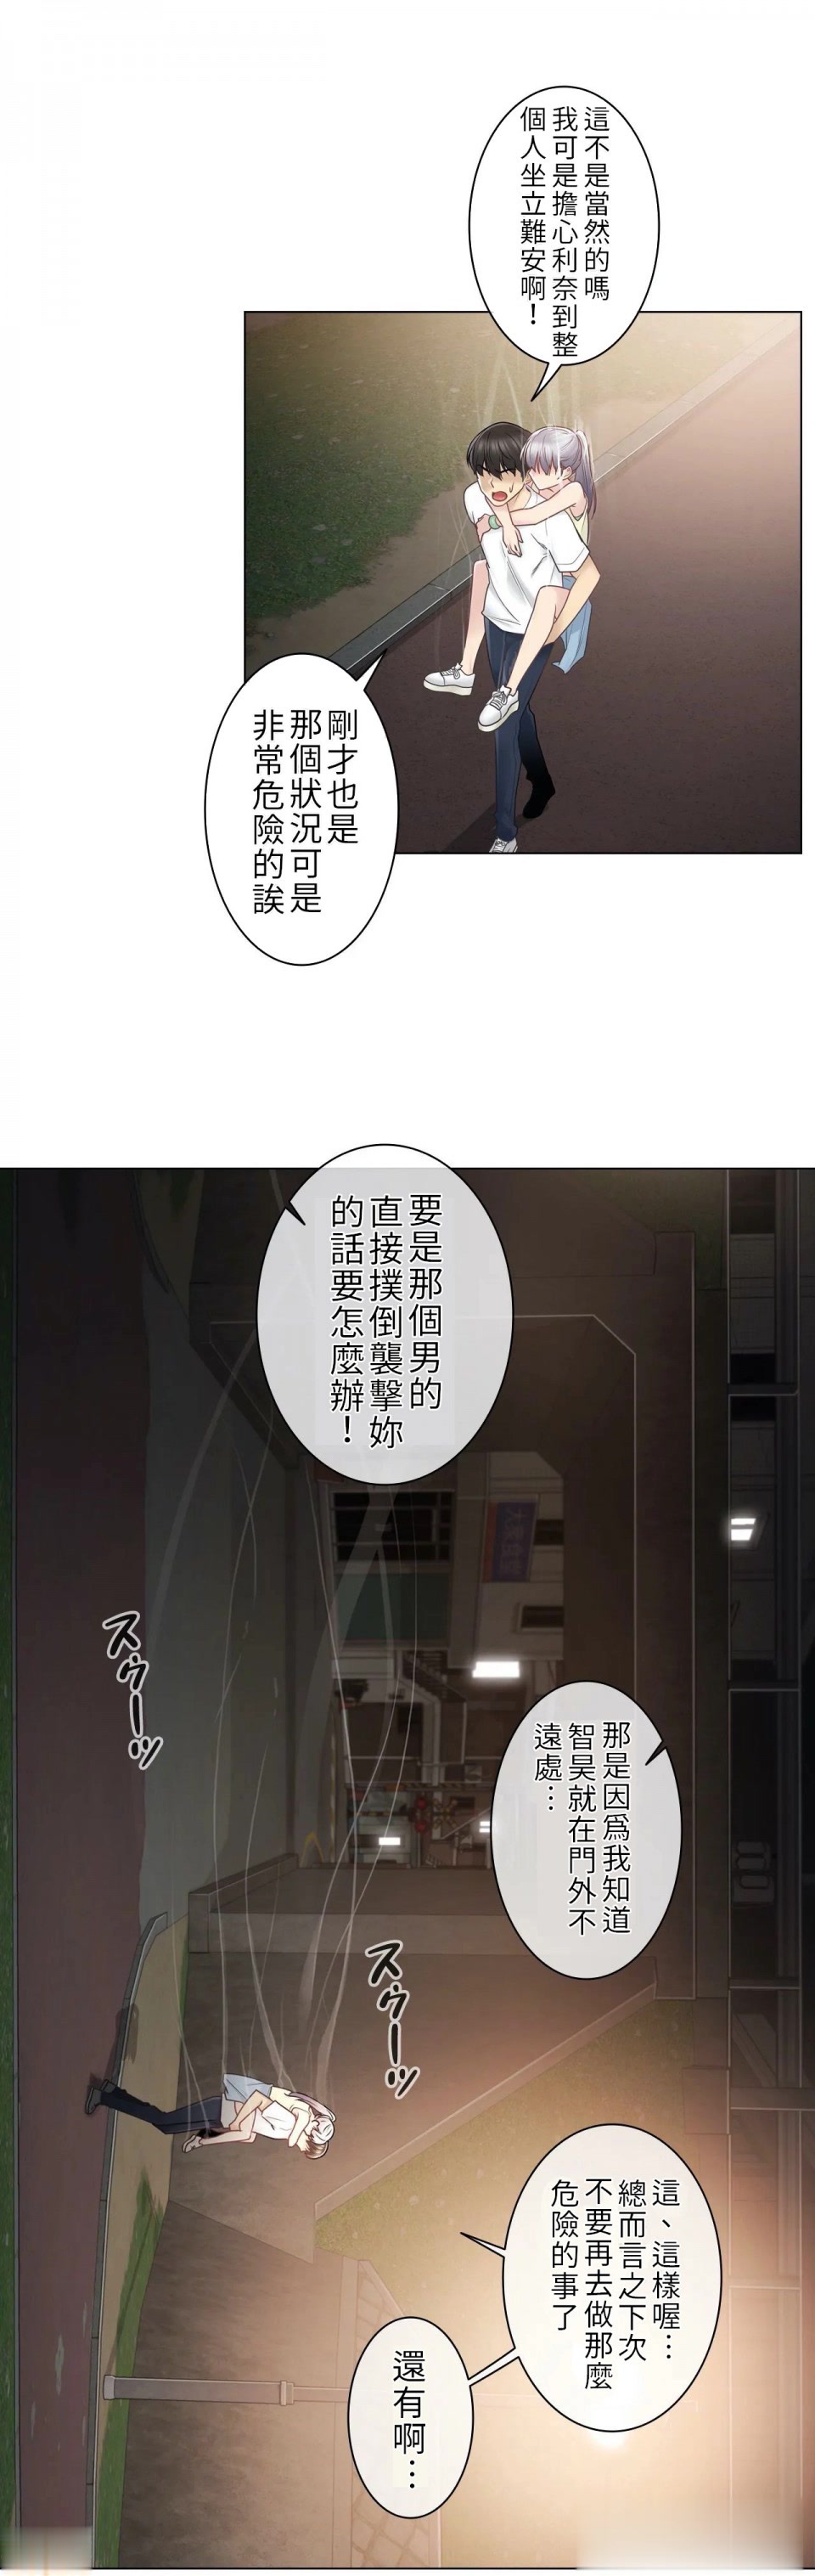 這不是當然的嗎
我可是擔心利奈到整
個人坐立難安啊！
剛才也是
那個狀況可是
非常危險的誒
要是那個男的
直接撲倒襲擊妳
的話要怎麼辦！
スゥーッ
那是因爲我知道
智昊就在門外不
遠處…
スゥーッ
這、這樣喔…
總而言之下次
不要再去做那麼
危險的事了
還有啊…